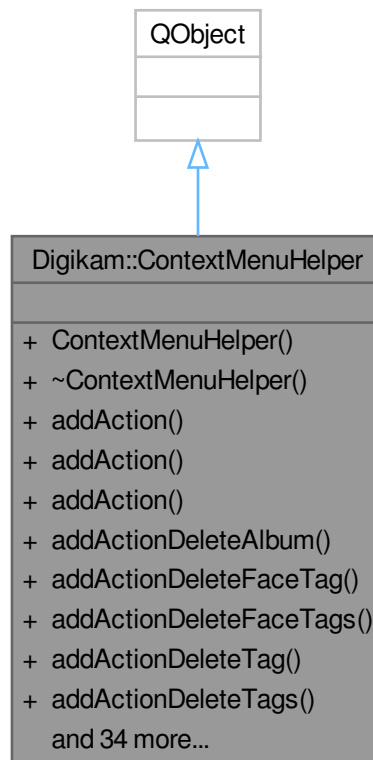 QObject
Digikam::ContextMenuHelper
+ ContextMenuHelper()
+ ~ContextMenuHelper()
+ addAction()
+ addAction()
+ addAction()
+ addActionDeleteAlbum()
+ addActionDeleteFaceTag()
+ addActionDeleteFaceTags()
+ addActionDeleteTag()
+ addActionDeleteTags()
and 34 more...